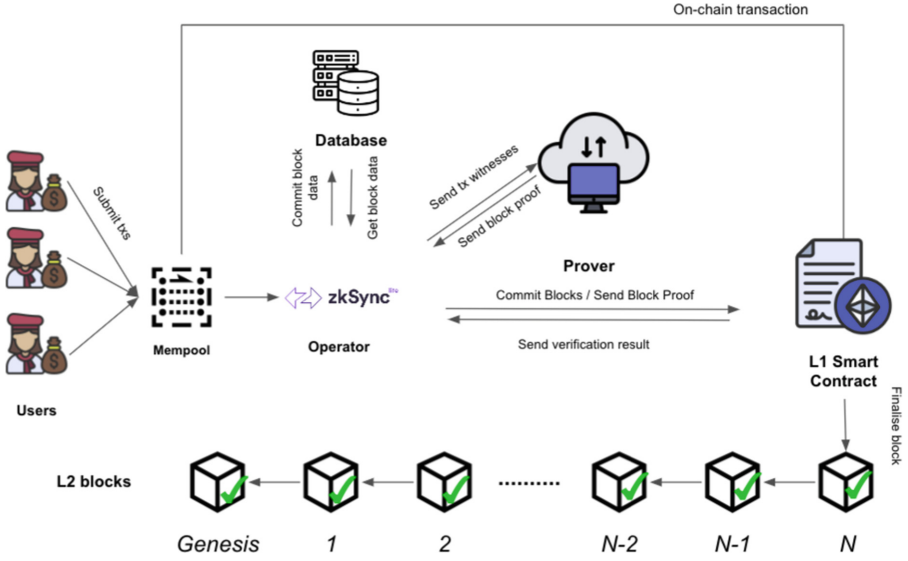 On-chain transaction
Database
Commit block
data
Get block data
Send tx witnesses
Send block proof
Submit txs
Prover
Commit Blocks / Send Block Proof
zkSync
Mempool
Operator
Send verification result
L1 Smart
Contract
Users
Finalise block
L2 blocks
Genesis
1
2
N-2
N-1
N